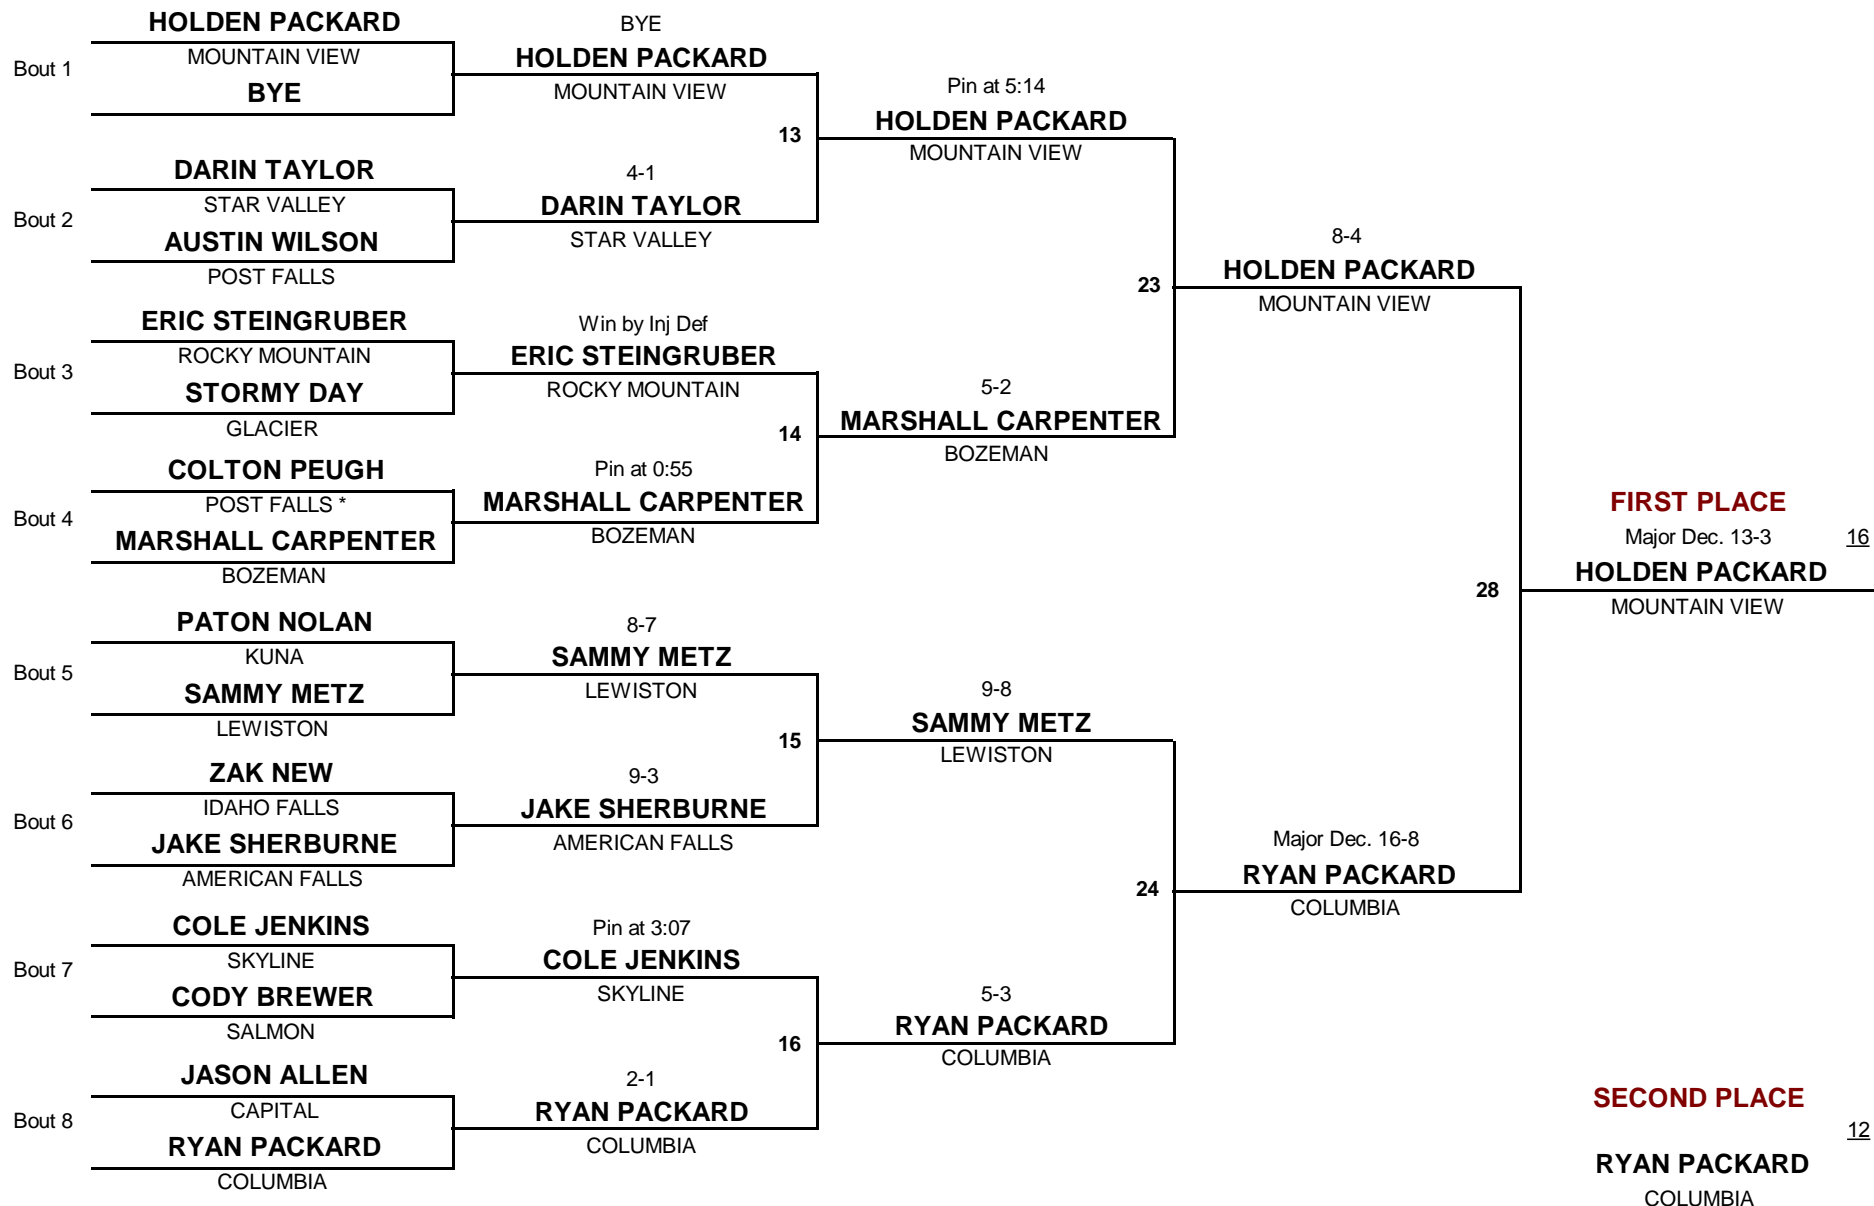 HOLDEN PACKARD
Bout 1
MOUNTAIN VIEW
BYE
DARIN TAYLOR
Bout 2
STAR VALLEY
AUSTIN WILSON
POST FALLS
ERIC STEINGRUBER
Bout 3
ROCKY MOUNTAIN
STORMY DAY
GLACIER
COLTON PEUGH
Bout 4
POST FALLS *
MARSHALL CARPENTER
BOZEMAN
PATON NOLAN
Bout 5
KUNA
SAMMY METZ
LEWISTON
ZAK NEW
Bout 6
IDAHO FALLS
JAKE SHERBURNE
AMERICAN FALLS
COLE JENKINS
Bout 7
SKYLINE
CODY BREWER
SALMON
JASON ALLEN
Bout 8
CAPITAL
RYAN PACKARD
COLUMBIA
BYE
HOLDEN PACKARD
MOUNTAIN VIEW
13
4-1
DARIN TAYLOR
STAR VALLEY
Win by Inj Def
ERIC STEINGRUBER
ROCKY MOUNTAIN
14
Pin at 0:55
MARSHALL CARPENTER
BOZEMAN
8-7
SAMMY METZ
LEWISTON
15
9-3
JAKE SHERBURNE
AMERICAN FALLS
Pin at 3:07
COLE JENKINS
SKYLINE
16
2-1
RYAN PACKARD
COLUMBIA
Pin at 5:14
HOLDEN PACKARD
MOUNTAIN VIEW
23
5-2
MARSHALL CARPENTER
BOZEMAN
9-8
SAMMY METZ
LEWISTON
24
5-3
RYAN PACKARD
COLUMBIA
8-4
HOLDEN PACKARD
MOUNTAIN VIEW
28
Major Dec. 16-8
RYAN PACKARD
COLUMBIA
FIRST PLACE
Major Dec. 13-3 16
HOLDEN PACKARD
MOUNTAIN VIEW
SECOND PLACE
12
RYAN PACKARD
COLUMBIA